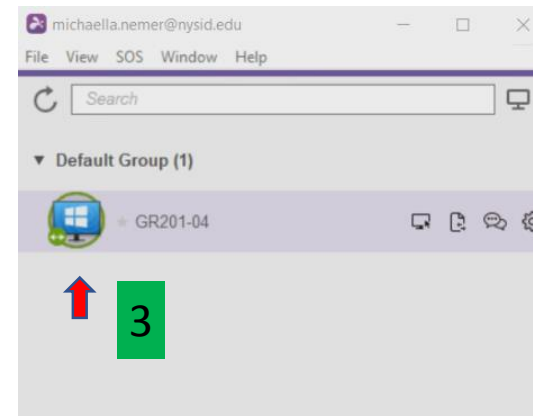 michaella.nemer@nysid.edu
File View SOS Window Help
Search
Default Group (1)
GR201-04
3